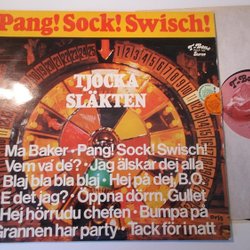 Pang! Sock! Swisch!
TJOCKA
SLÄKTEN
Ma Baker · Pang! Sock! Swisch!
Vem va'de? · Jag älskar dej alla
Blaj bla bla blaj · Hej på dej, B.O.
E det jag? · Öppna dörrn, Gullet
Hej hörrudu chefen · Bumpa på
Grannen har party · Tack för i natt
Stereo